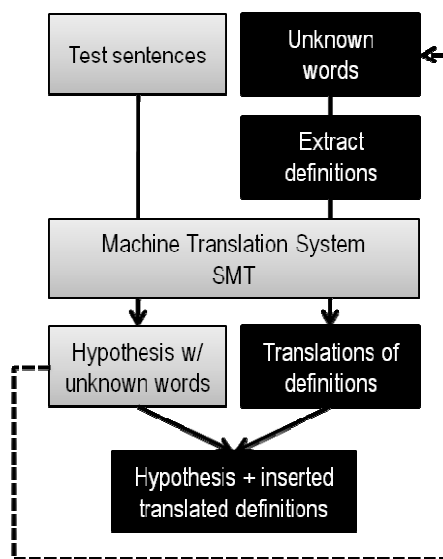 Test sentences
Unknown
words
Extract
definitions
Machine Translation System
SMT
Hypothesis w/
unknown words
Translations of
definitions
Hypothesis + inserted
translated definitions